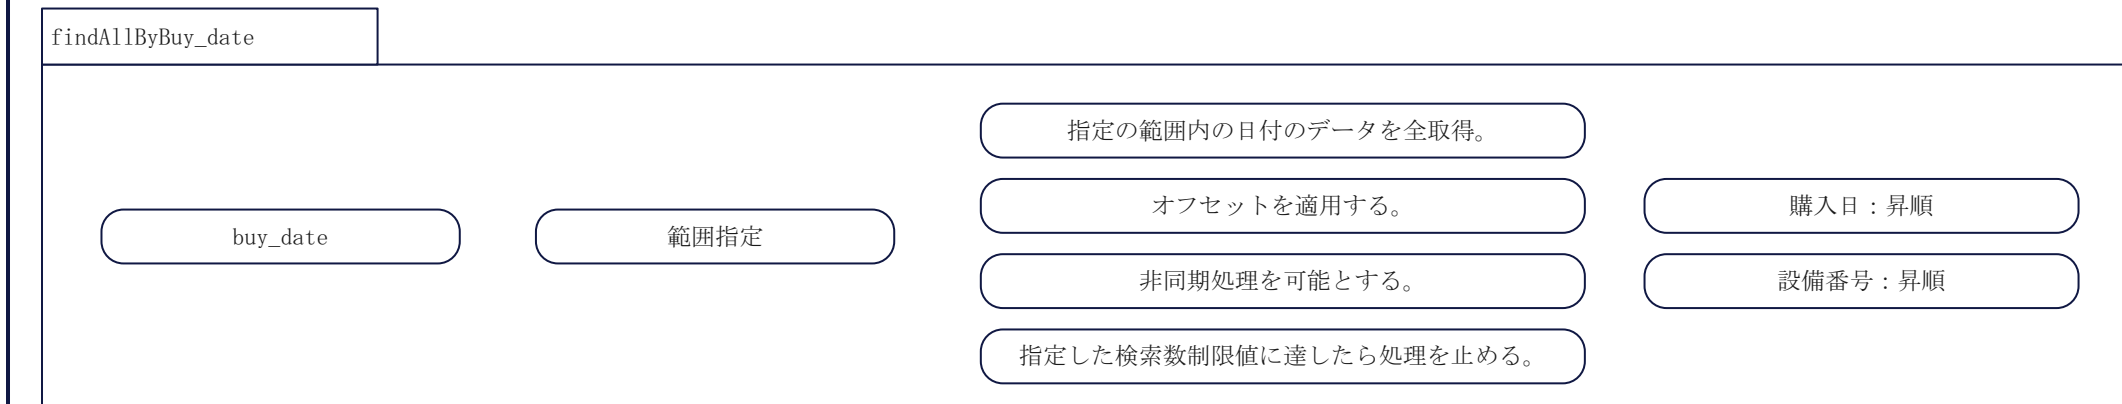 findAllByBuy_date
buy_date
範囲指定
指定の範囲内の日付のデータを全取得。
オフセットを適用する。
非同期処理を可能とする。
指定した検索数制限値に達したら処理を止める。
購入日：昇順
設備番号：昇順